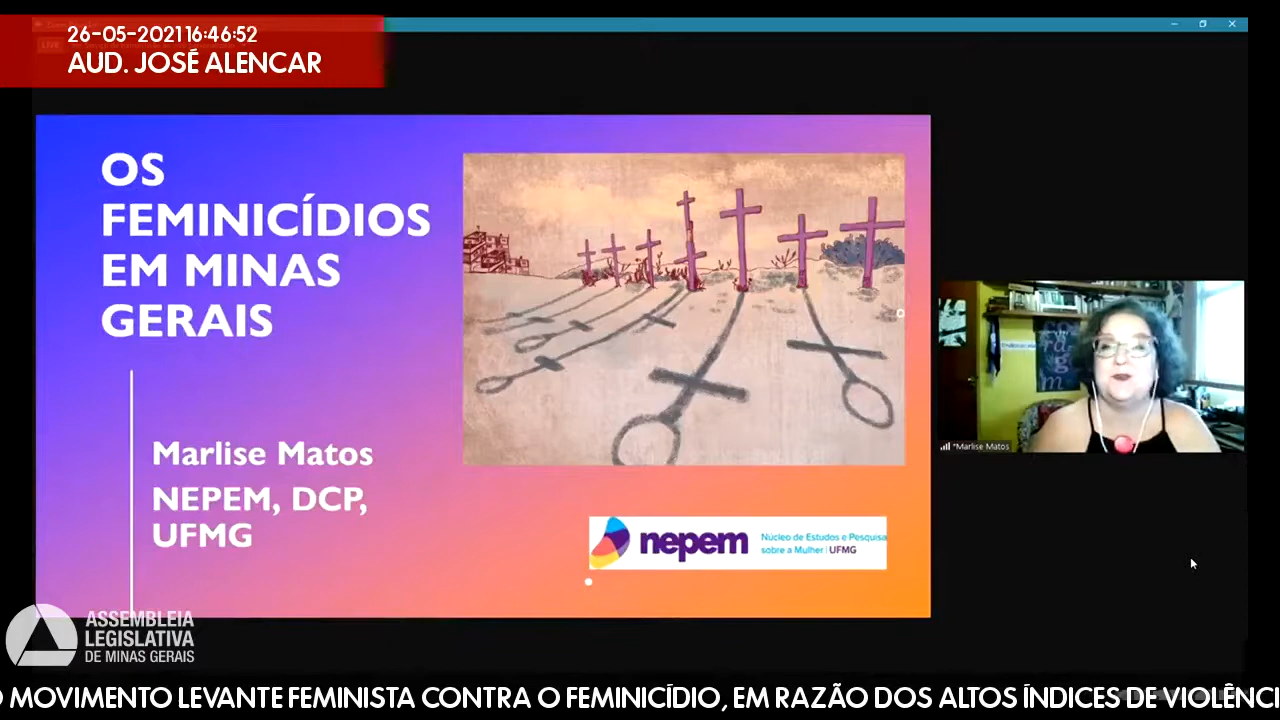 26-05-2021 16:46:52
AUD. JOSÉ ALENCAR
OS
FEMINICÍDIOS
EM MINAS
GERAIS
Marlise Matos
NEPEM, DCP,
UFMG
nepem
Núcleo de Estudos e Pesquisa
sobre a Mulher | UFMG
*Marlise Matos
ASSEMBLEIA
LEGISLATIVA
DE MINAS GERAIS
O MOVIMENTO LEVANTE FEMINISTA CONTRA O FEMINICÍDIO, EM RAZÃO DOS ALTOS ÍNDICES DE VIOLÊNCI